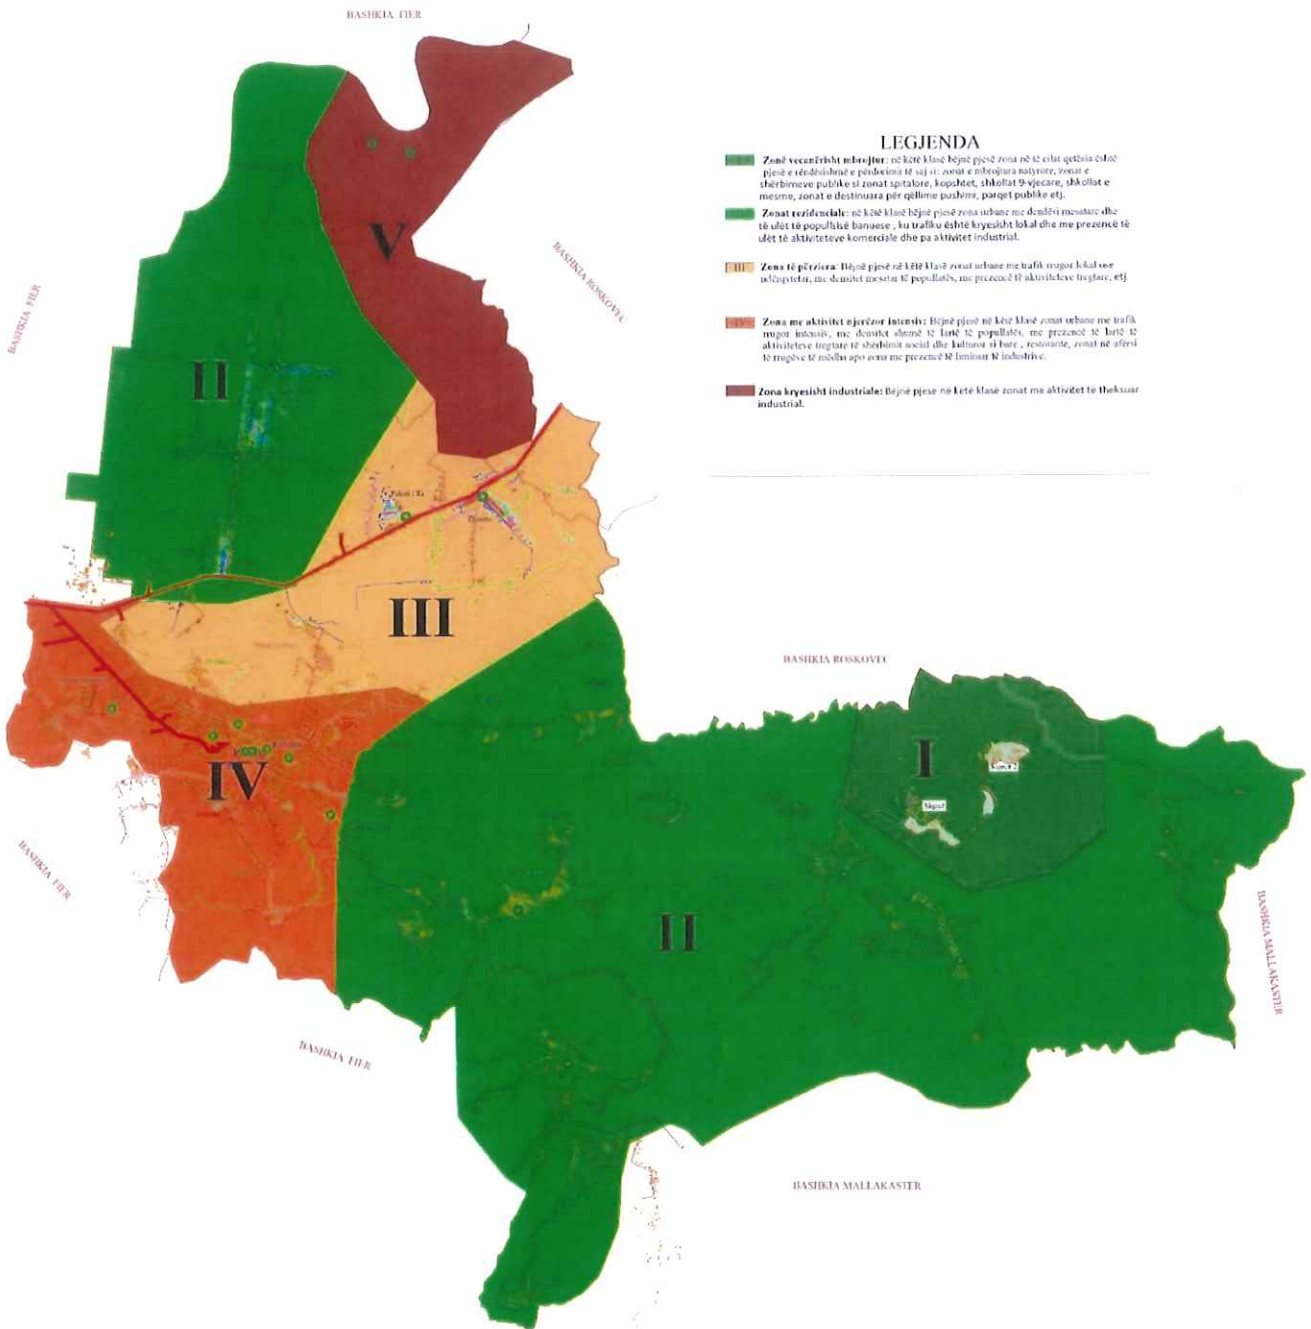 BASHKIA FIER
LEGJENDA
Zonë veçanërisht mbrojtur: në këtë klasë bëjnë pjesë zona në të cilat qetësia është
pjesë e rëndësishme e përdorimit të saj si: zonat e mbrojtura natyrore, zonat e
shërbimeve publike si zonat spitalore, kopshtet, shkollat 9-vjecare, shkollat e
mesme, zonat e destinuara për qëllime pushimi, parqet publike etj.
Zonat rezidenciale: në këtë klasë bëjnë pjesë zona urbane me dendësi mesatare dhe
të ulët të popullsisë banuese , ku trafiku është kryesisht lokal dhe me prezencë të
ulët të aktiviteteve komerciale dhe pa aktivitet industrial.
III Zona të përziera: Bëjnë pjesë në këtë klasë zonat urbane me trafik rrugor lokal ose
ndërqytetar, me densitet mesatar të popullatës, me prezencë të aktiviteteve tregtare, etj
IV Zona me aktivitet njerëzor intensiv: Bëjnë pjesë në këtë klasë zonat urbane me trafik
rrugor intensiv, me densitet shumë të lartë të popullatës, me prezencë të lartë të
aktiviteteve tregtare të shërbimit social dhe kulturor si bare , restorante, zonat në afërsi
të rrugëve të mëdha apo zona me prezencë të limituar të industrive.
Zona kryesisht industriale: Bëjnë pjesë në këtë klasë zonat me aktivitet të theksuar
industrial.
V
BASHKIA ROSKOVEC
BASHKIA FIER
II
III
BASHKIA ROSKOVEC
I
IV
Skpot
BASHKIA FIER
II
BASHKIA MALLAKASTER
BASHKIA FIER
BASHKIA MALLAKASTER